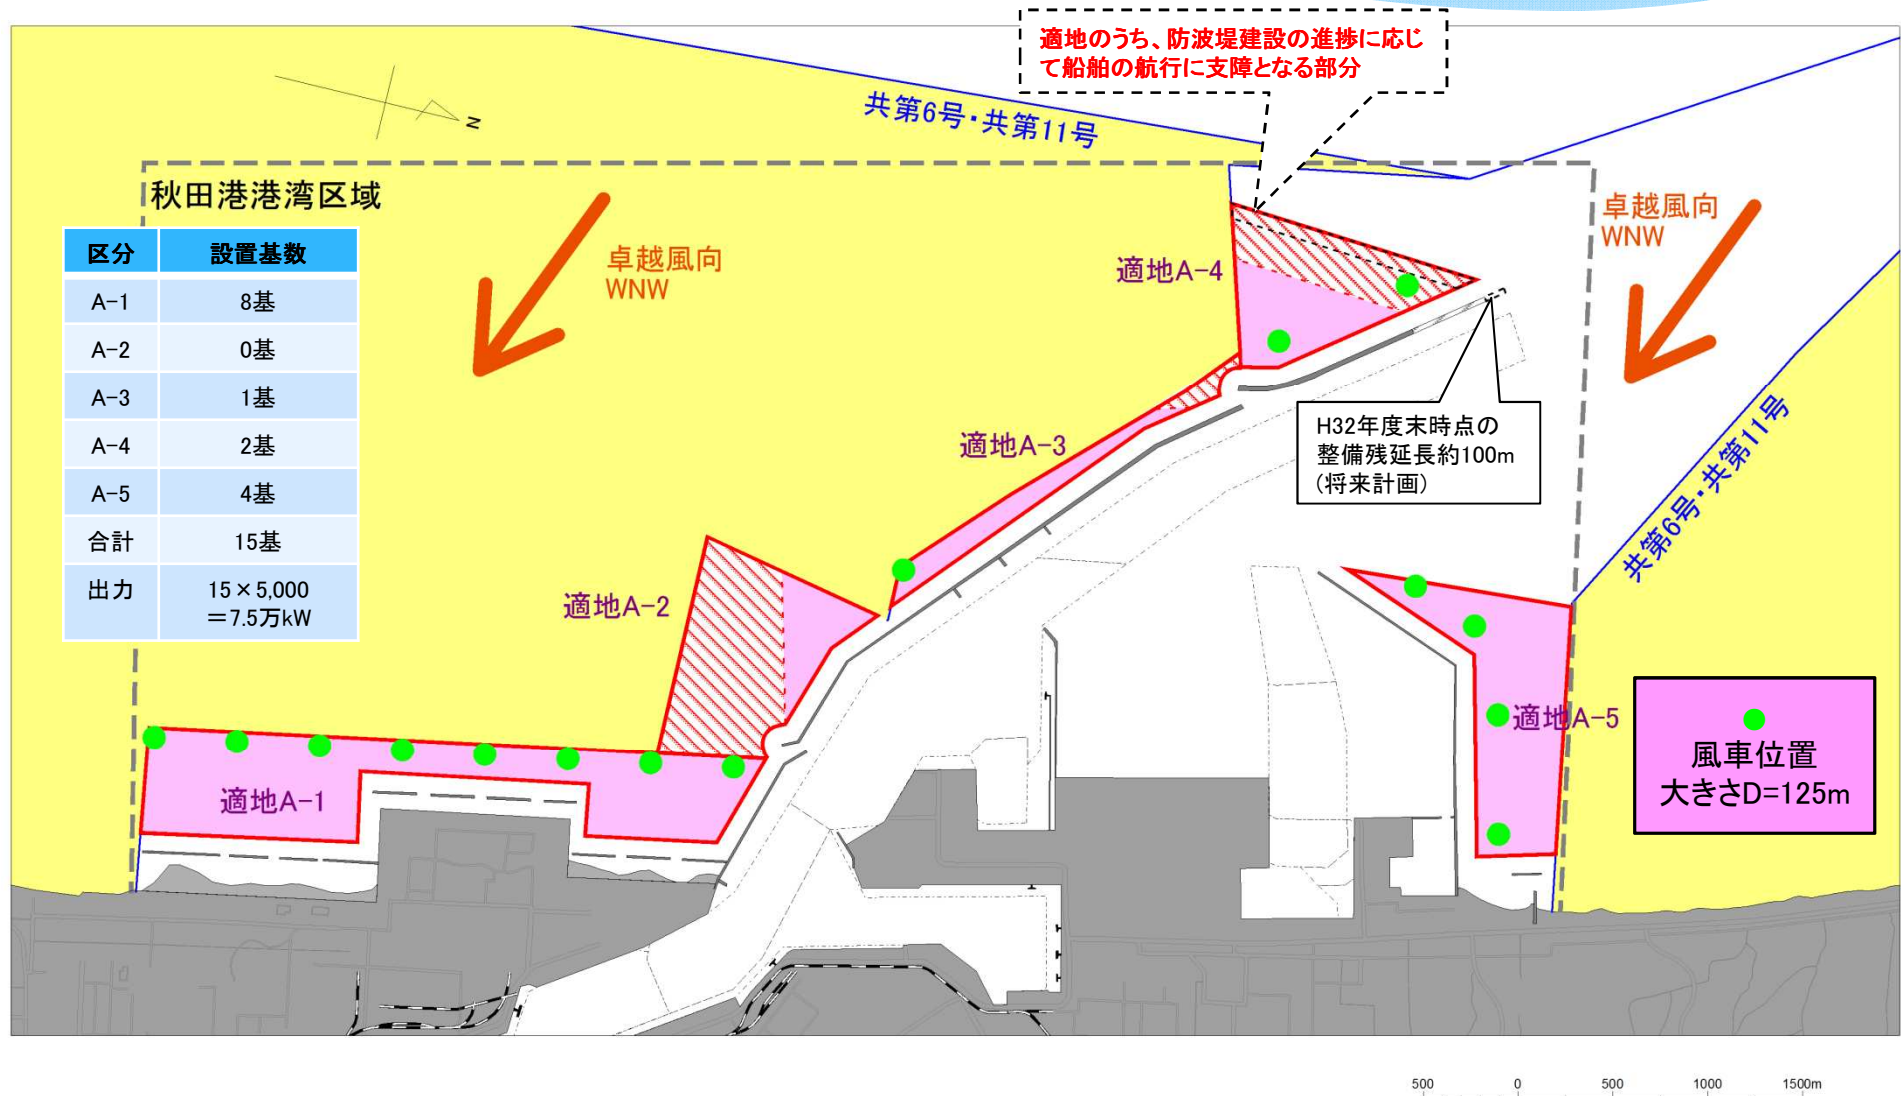 適地のうち、防波堤建設の進捗に応じ
て船舶の航行に支障となる部分
共第6号・共第11号
N
秋田港港湾区域
区分 設置基数
A-1 8基
A-2 0基
A-3 1基
A-4 2基
A-5 4基
合計 15基
出力 15×5,000
=7.5万kW
卓越風向
WNW
卓越風向
WNW
適地A-4
適地A-3
H32年度末時点の
整備残延長約100m
(将来計画)
共第6号・共第11号
適地A-2
適地A-5
適地A-1
風車位置
大きさD=125m
500 0 500 1000 1500m